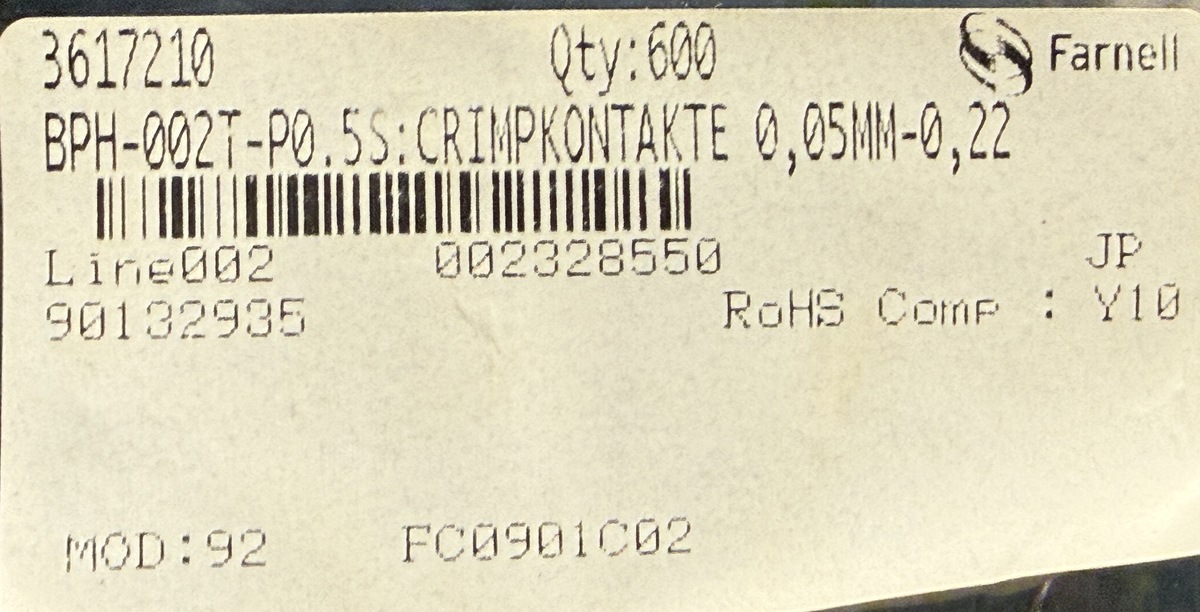 3617210 Qty:600 Farnell
BPH-002T-P0.5S:CRIMPKONTAKTE 0,05MM-0,22
Line002 002328550 JP
90132935 RoHS Comp : Y10
MOD:92 FC0901C02